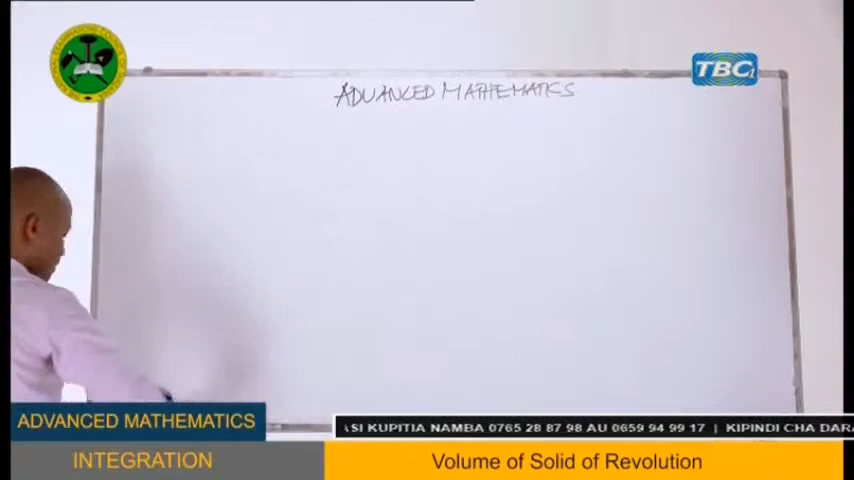 TBC1
ADVANCED MATHEMATICS
ADVANCED MATHEMATICS
ASI KUPITIA NAMBA 0765 28 87 98 AU 0659 94 99 17 | KIPINDI CHA DARA
INTEGRATION
Volume of Solid of Revolution